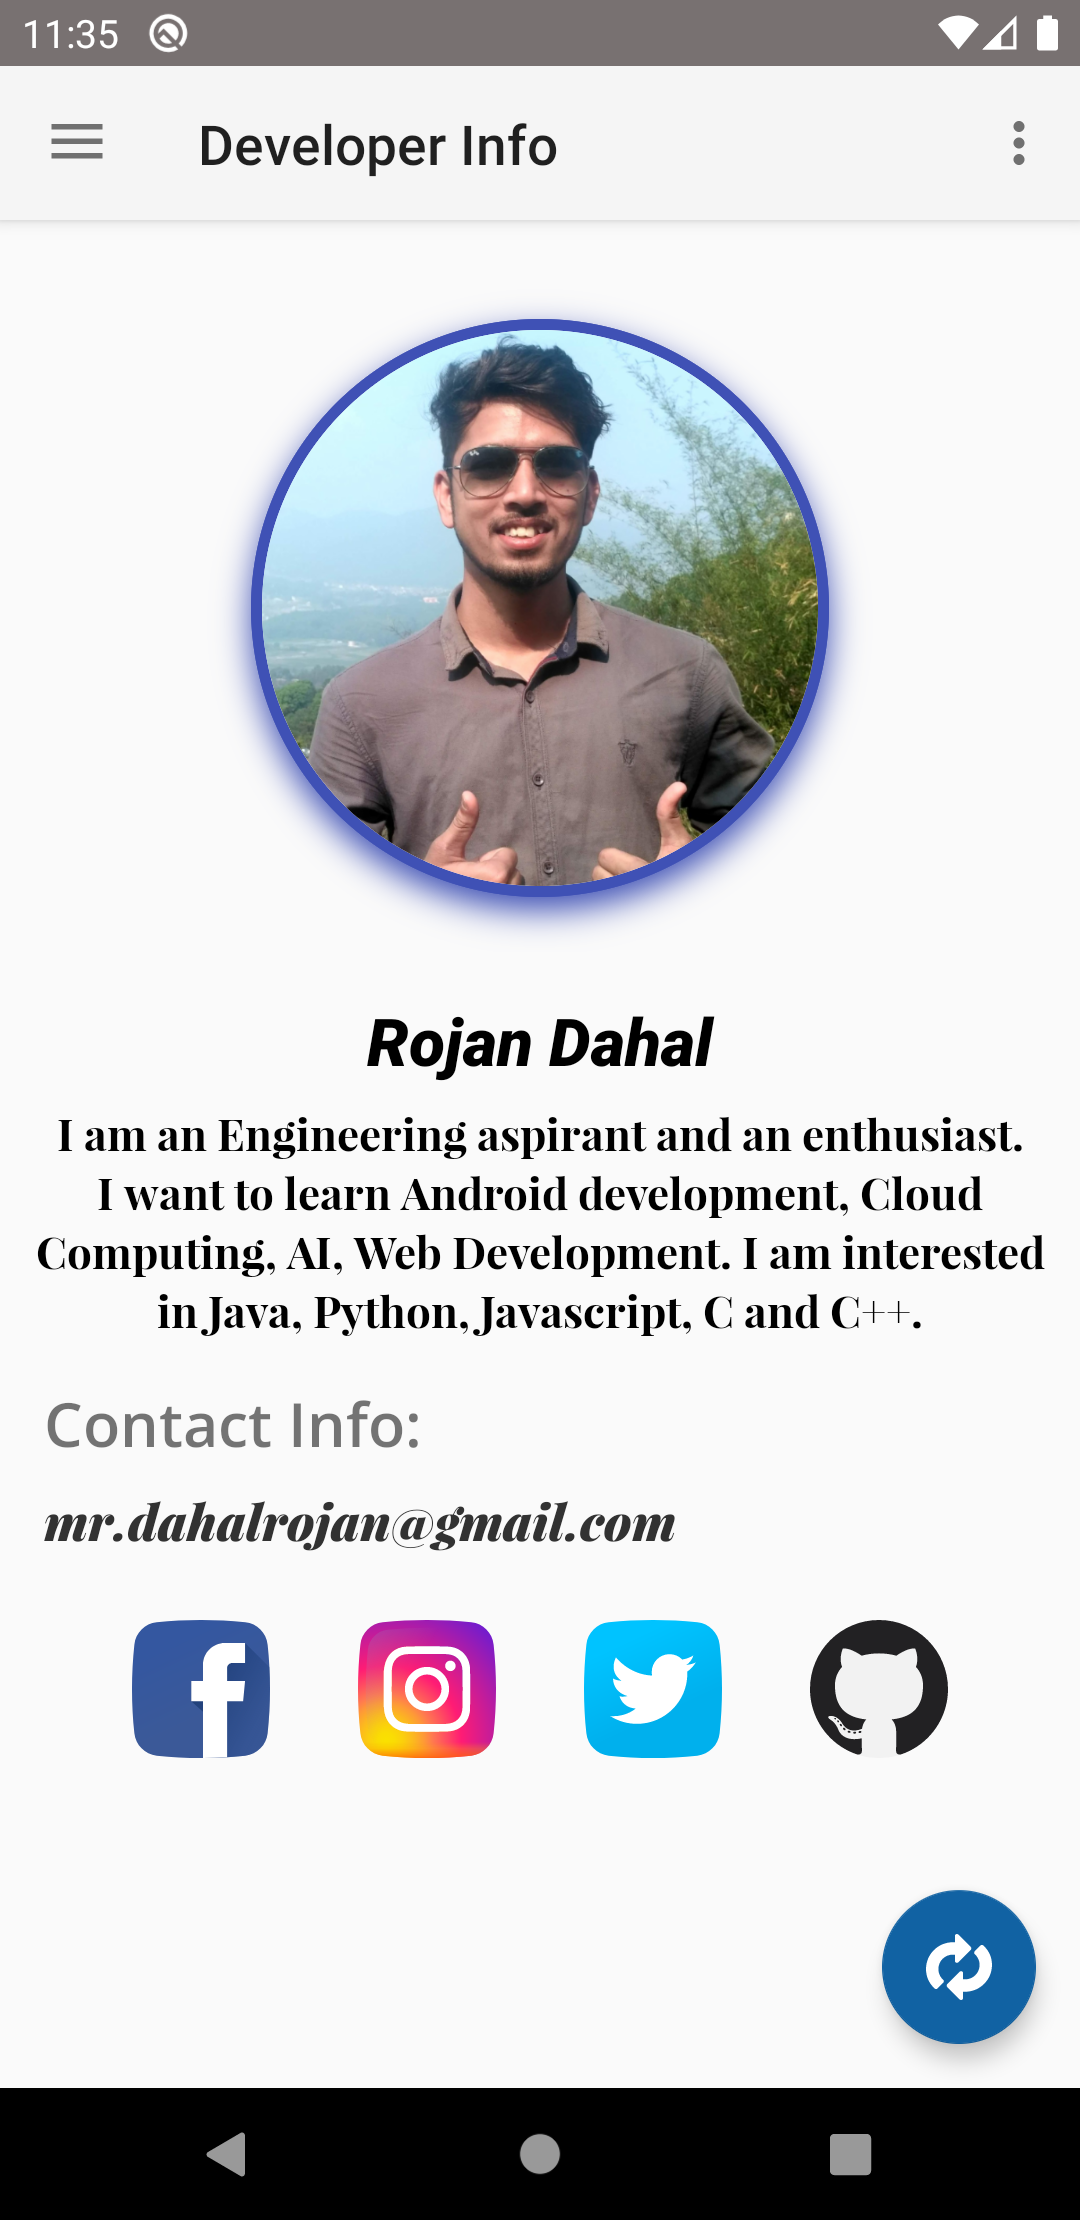 11:35
Developer Info
Rojan Dahal
I am an Engineering aspirant and an enthusiast.
I want to learn Android development, Cloud
Computing, AI, Web Development. I am interested
in Java, Python, Javascript, C and C++.
Contact Info:
mr.dahalrojan@gmail.com